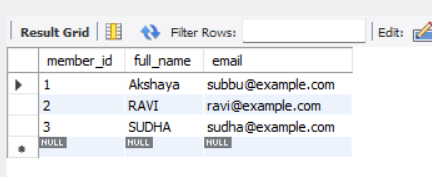 Result Grid Filter Rows: Edit:
member_id full_name email
1 Akshaya subbu@example.com
2 RAVI ravi@example.com
3 SUDHA sudha@example.com
NULL NULL NULL